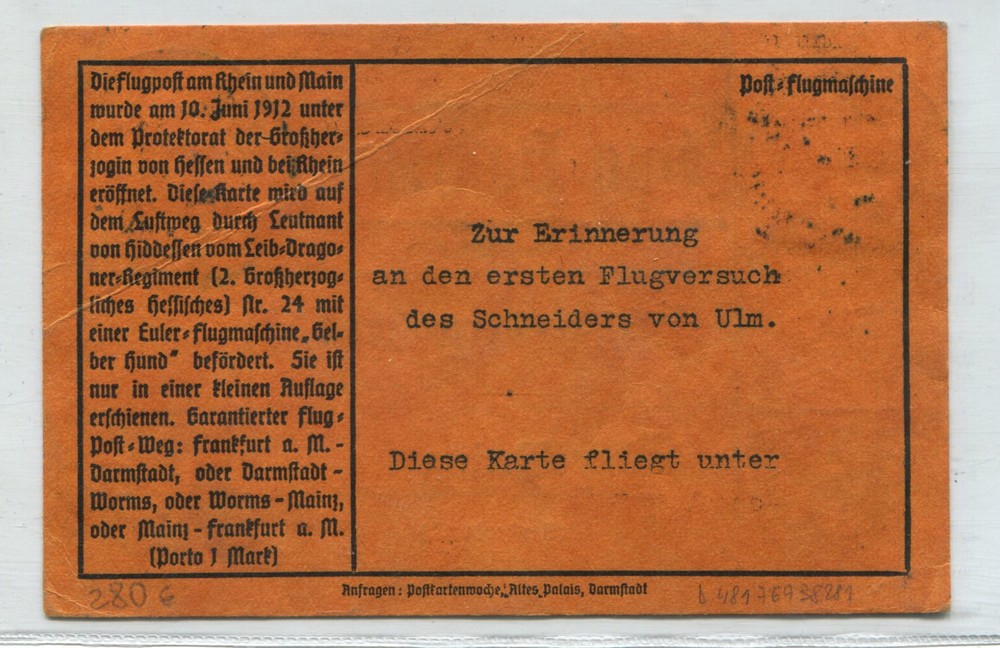 Die Flugpost am Rhein und Main
wurde am 10. Juni 1912 unter
dem Protektorat der Großher-
zogin von Hessen und bei Rhein
eröffnet. Diese Karte wird auf
dem Luftweg durch Leutnant
von Hiddessen vom Leib-Drago-
ner-Regiment (2. Großherzog-
liches Hessisches) Nr. 24 mit
einer Euler-Flugmaschine „Gel-
ber Hund" befördert. Sie ist
nur in einer kleinen Auflage
erschienen. Garantierter Flug-
Post-Weg: Frankfurt a. M. -
Darmstadt, oder Darmstadt -
Worms, oder Worms - Mainz,
oder Mainz - Frankfurt a. M.
(Porto 1 Mark)
Post-Flugmaschine
Zur Erinnerung
an den ersten Flugversuch
des Schneiders von Ulm.
Diese Karte fliegt unter
Anfragen: Postkartenwoche, Altes Palais, Darmstadt
280 €